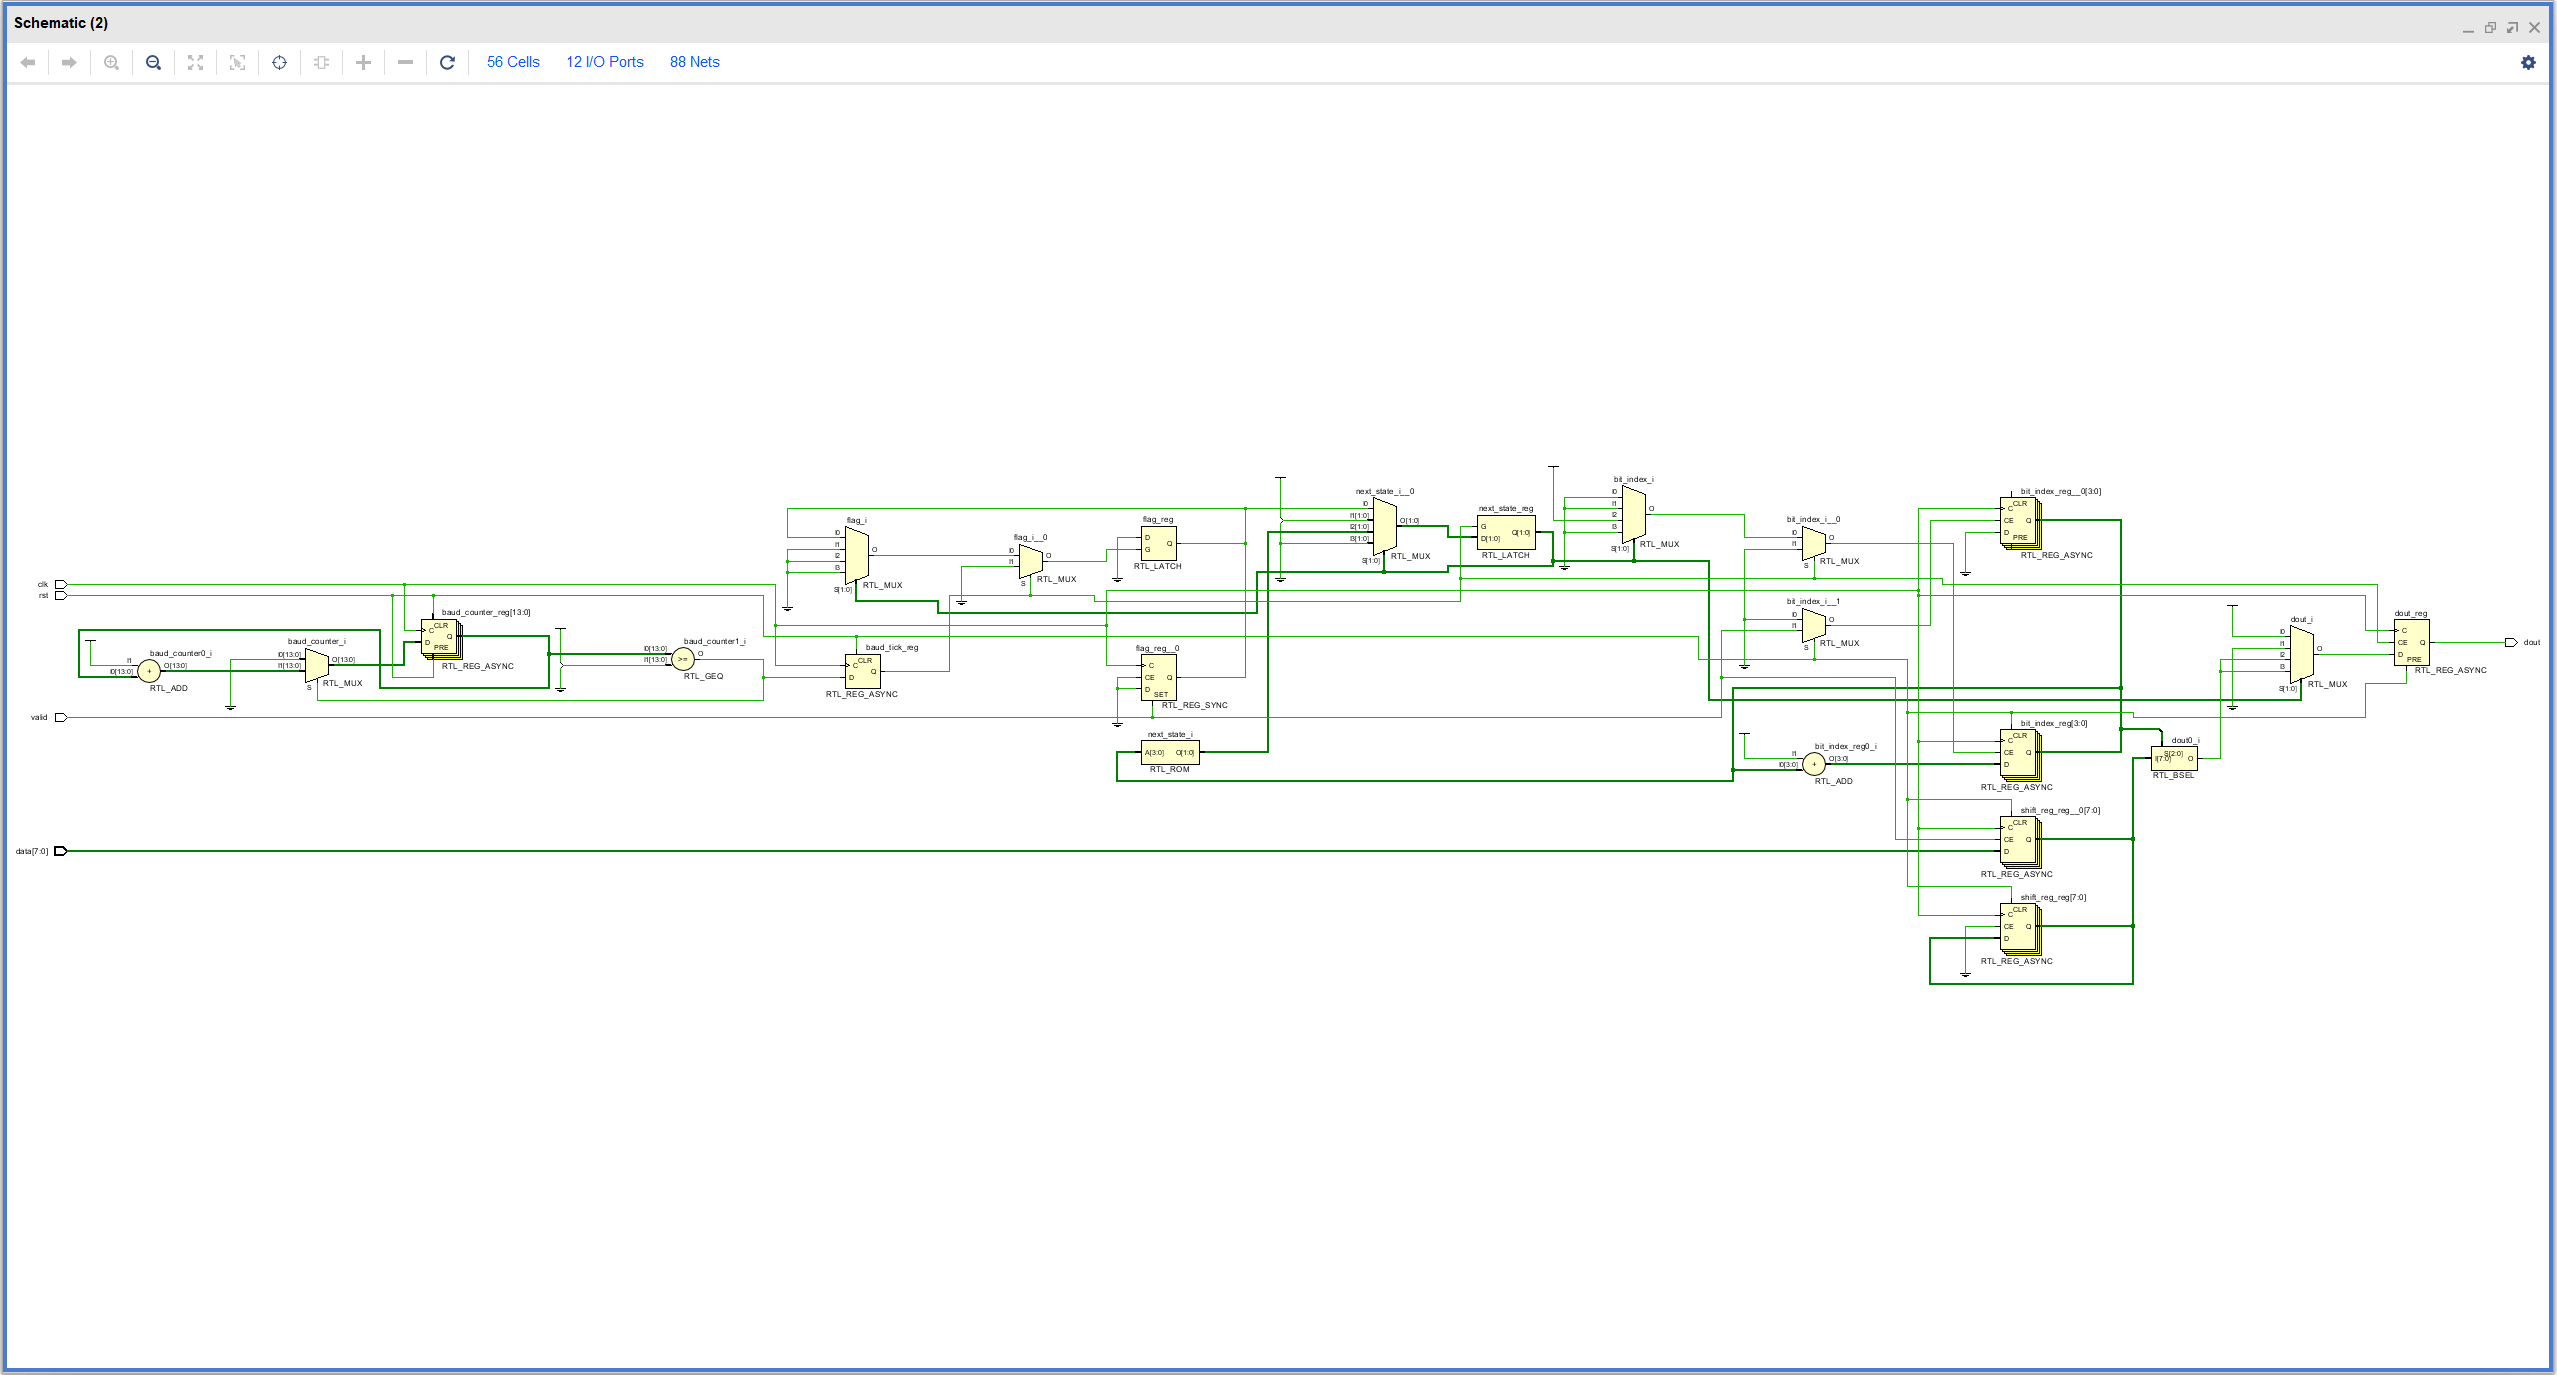 Schematic (2)
56 Cells 12 I/O Ports 88 Nets
clk
rst
valid
data[7:0]
baud_counter0_i
I1
I0[13:0]
+
O[13:0]
RTL_ADD
baud_counter_i
I0[13:0]
I1[13:0]
S
O[13:0]
RTL_MUX
baud_counter_reg[13:0]
CLR
C
D
Q
PRE
RTL_REG_ASYNC
baud_counter1_i
I0[13:0]
I1[13:0]
>=
O
RTL_GEQ
flag_i
I0
I1
I2
I3
S[1:0]
O
RTL_MUX
baud_tick_reg
CLR
C
D
Q
RTL_REG_ASYNC
flag_i__0
I0
I1
S
O
RTL_MUX
flag_reg
D
G
Q
RTL_LATCH
flag_reg__0
C
CE
D
Q
SET
RTL_REG_SYNC
next_state_i
A[3:0]
O[1:0]
RTL_ROM
next_state_i__0
I0
I1[1:0]
I2[1:0]
I3[1:0]
S[1:0]
O[1:0]
RTL_MUX
next_state_reg
G
D[1:0]
Q[1:0]
RTL_LATCH
bit_index_i
I0
I1
I2
I3
S[1:0]
O
RTL_MUX
bit_index_i__0
I0
I1
S
O
RTL_MUX
bit_index_i__1
I0
I1
S
O
RTL_MUX
bit_index_reg0_i
I1
I0[3:0]
+
O[3:0]
RTL_ADD
bit_index_reg__0[3:0]
CLR
C
CE
D
Q
PRE
RTL_REG_ASYNC
bit_index_reg[3:0]
CLR
C
CE
D
Q
RTL_REG_ASYNC
shift_reg_reg__0[7:0]
CLR
C
CE
D
Q
RTL_REG_ASYNC
shift_reg_reg[7:0]
CLR
C
CE
D
Q
RTL_REG_ASYNC
dout0_i
S[2:0]
I[7:0]
O
RTL_BSEL
dout_i
I0
I1
I2
I3
S[1:0]
O
RTL_MUX
dout_reg
C
CE
D
Q
PRE
RTL_REG_ASYNC
dout